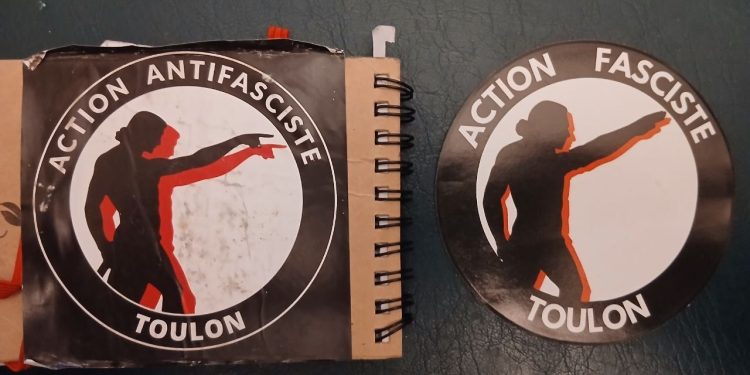 ACTION ANTIFASCISTE
TOULON
ACTION FASCISTE
TOULON